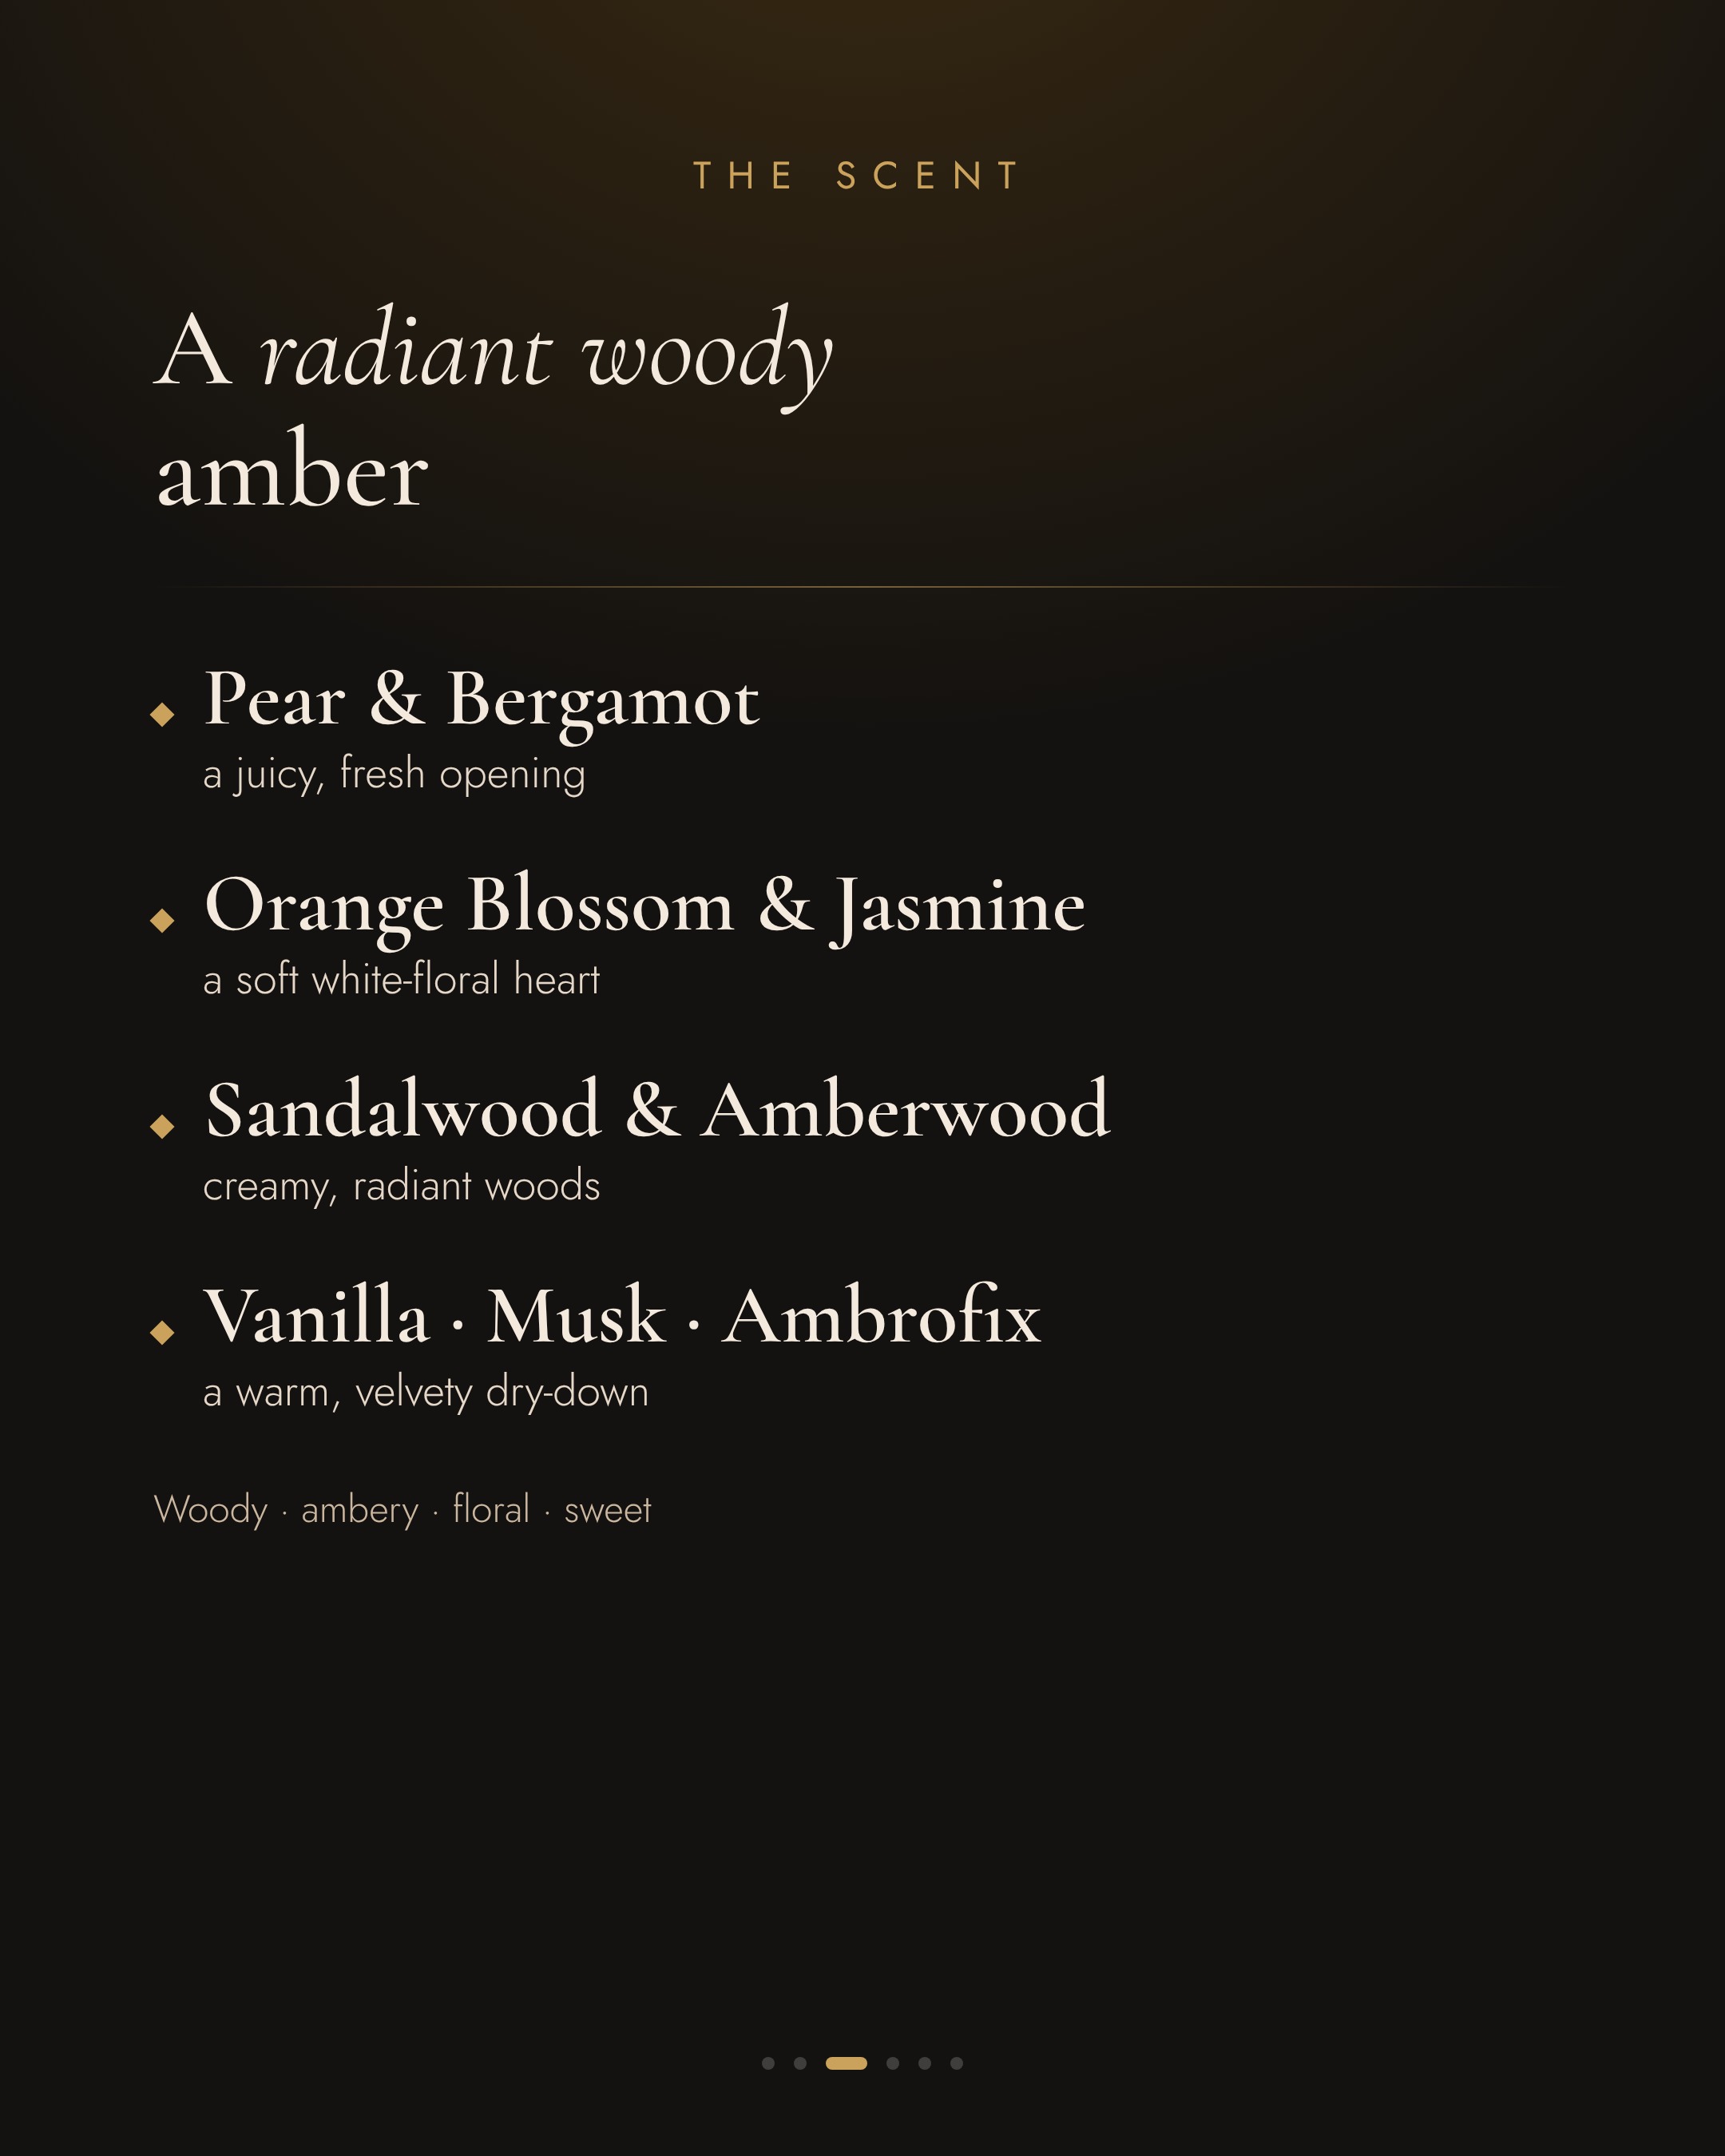 THE SCENT
A radiant woody
amber
Pear & Bergamot
a juicy, fresh opening
Orange Blossom & Jasmine
a soft white-floral heart
Sandalwood & Amberwood
creamy, radiant woods
Vanilla · Musk · Ambrofix
a warm, velvety dry-down
Woody · ambery · floral · sweet